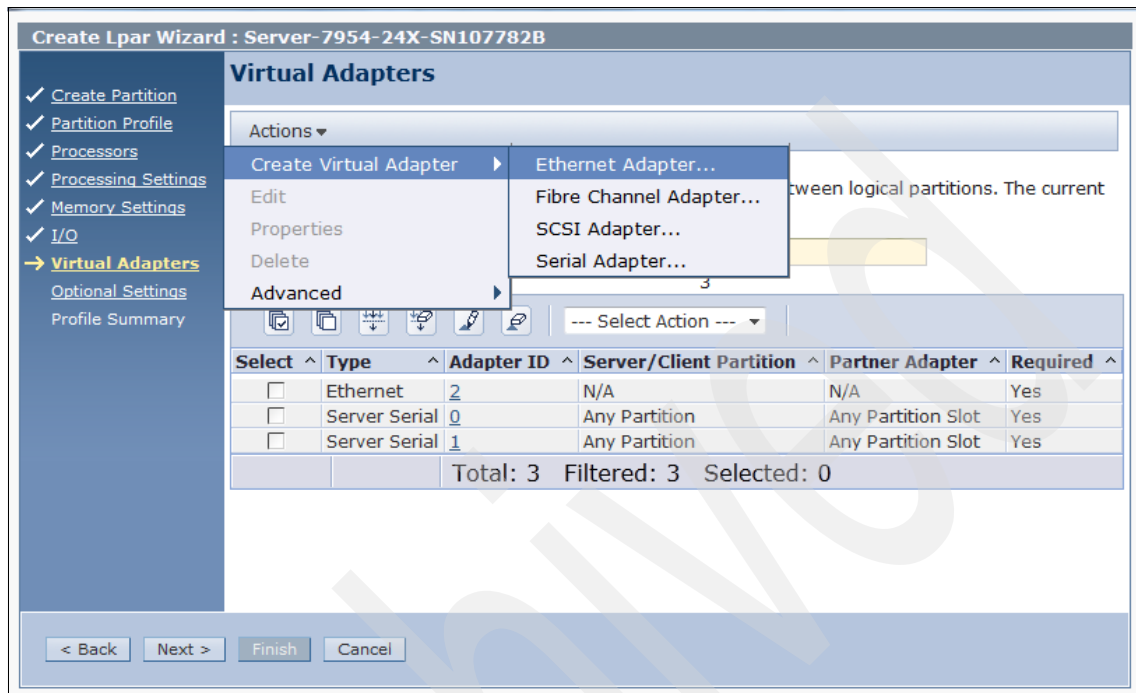 Create Lpar Wizard : Server-7954-24X-SN107782B
Create Partition
Partition Profile
Processors
Processing Settings
Memory Settings
I/O
Virtual Adapters
Optional Settings
Profile Summary
Virtual Adapters
Actions
Create Virtual Adapter
Edit
Properties
Delete
Advanced
Ethernet Adapter...
Fibre Channel Adapter...
SCSI Adapter...
Serial Adapter...
between logical partitions. The current
3
--- Select Action ---
Select Type Adapter ID Server/Client Partition Partner Adapter Required
Ethernet 2 N/A N/A Yes
Server Serial 0 Any Partition Any Partition Slot Yes
Server Serial 1 Any Partition Any Partition Slot Yes
Total: 3 Filtered: 3 Selected: 0
< Back Next > Finish Cancel